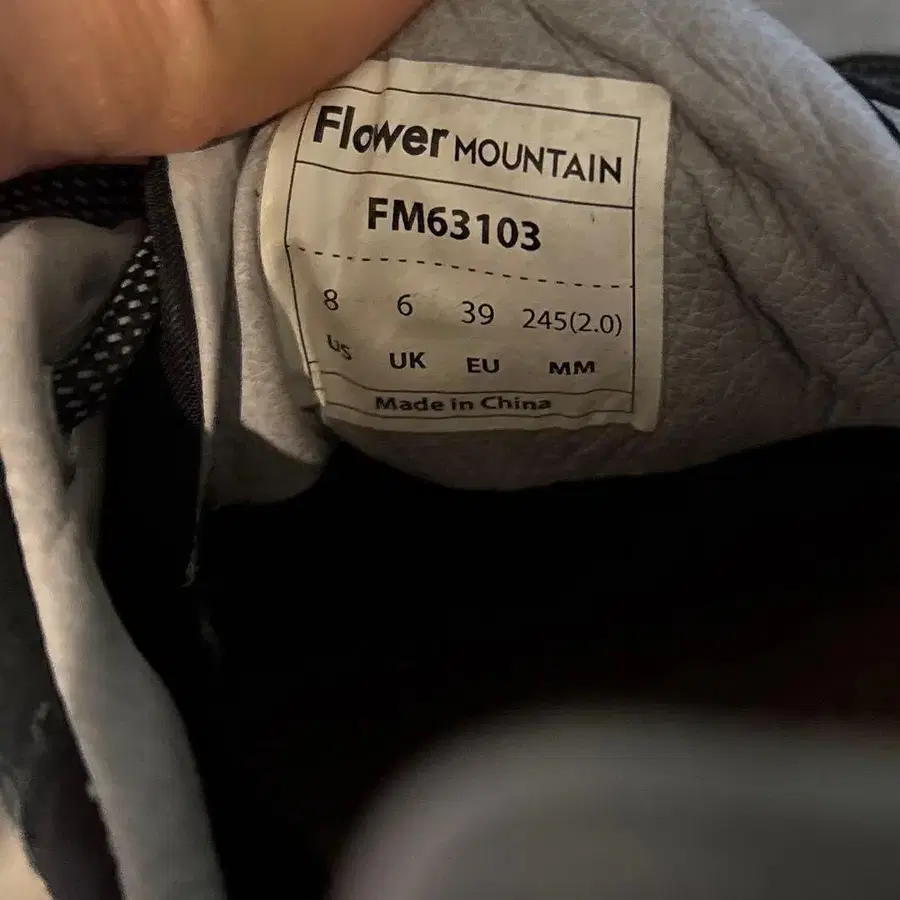 Flower MOUNTAIN
FM63103
8 6 39 245(2.0)
US UK EU MM
Made in China